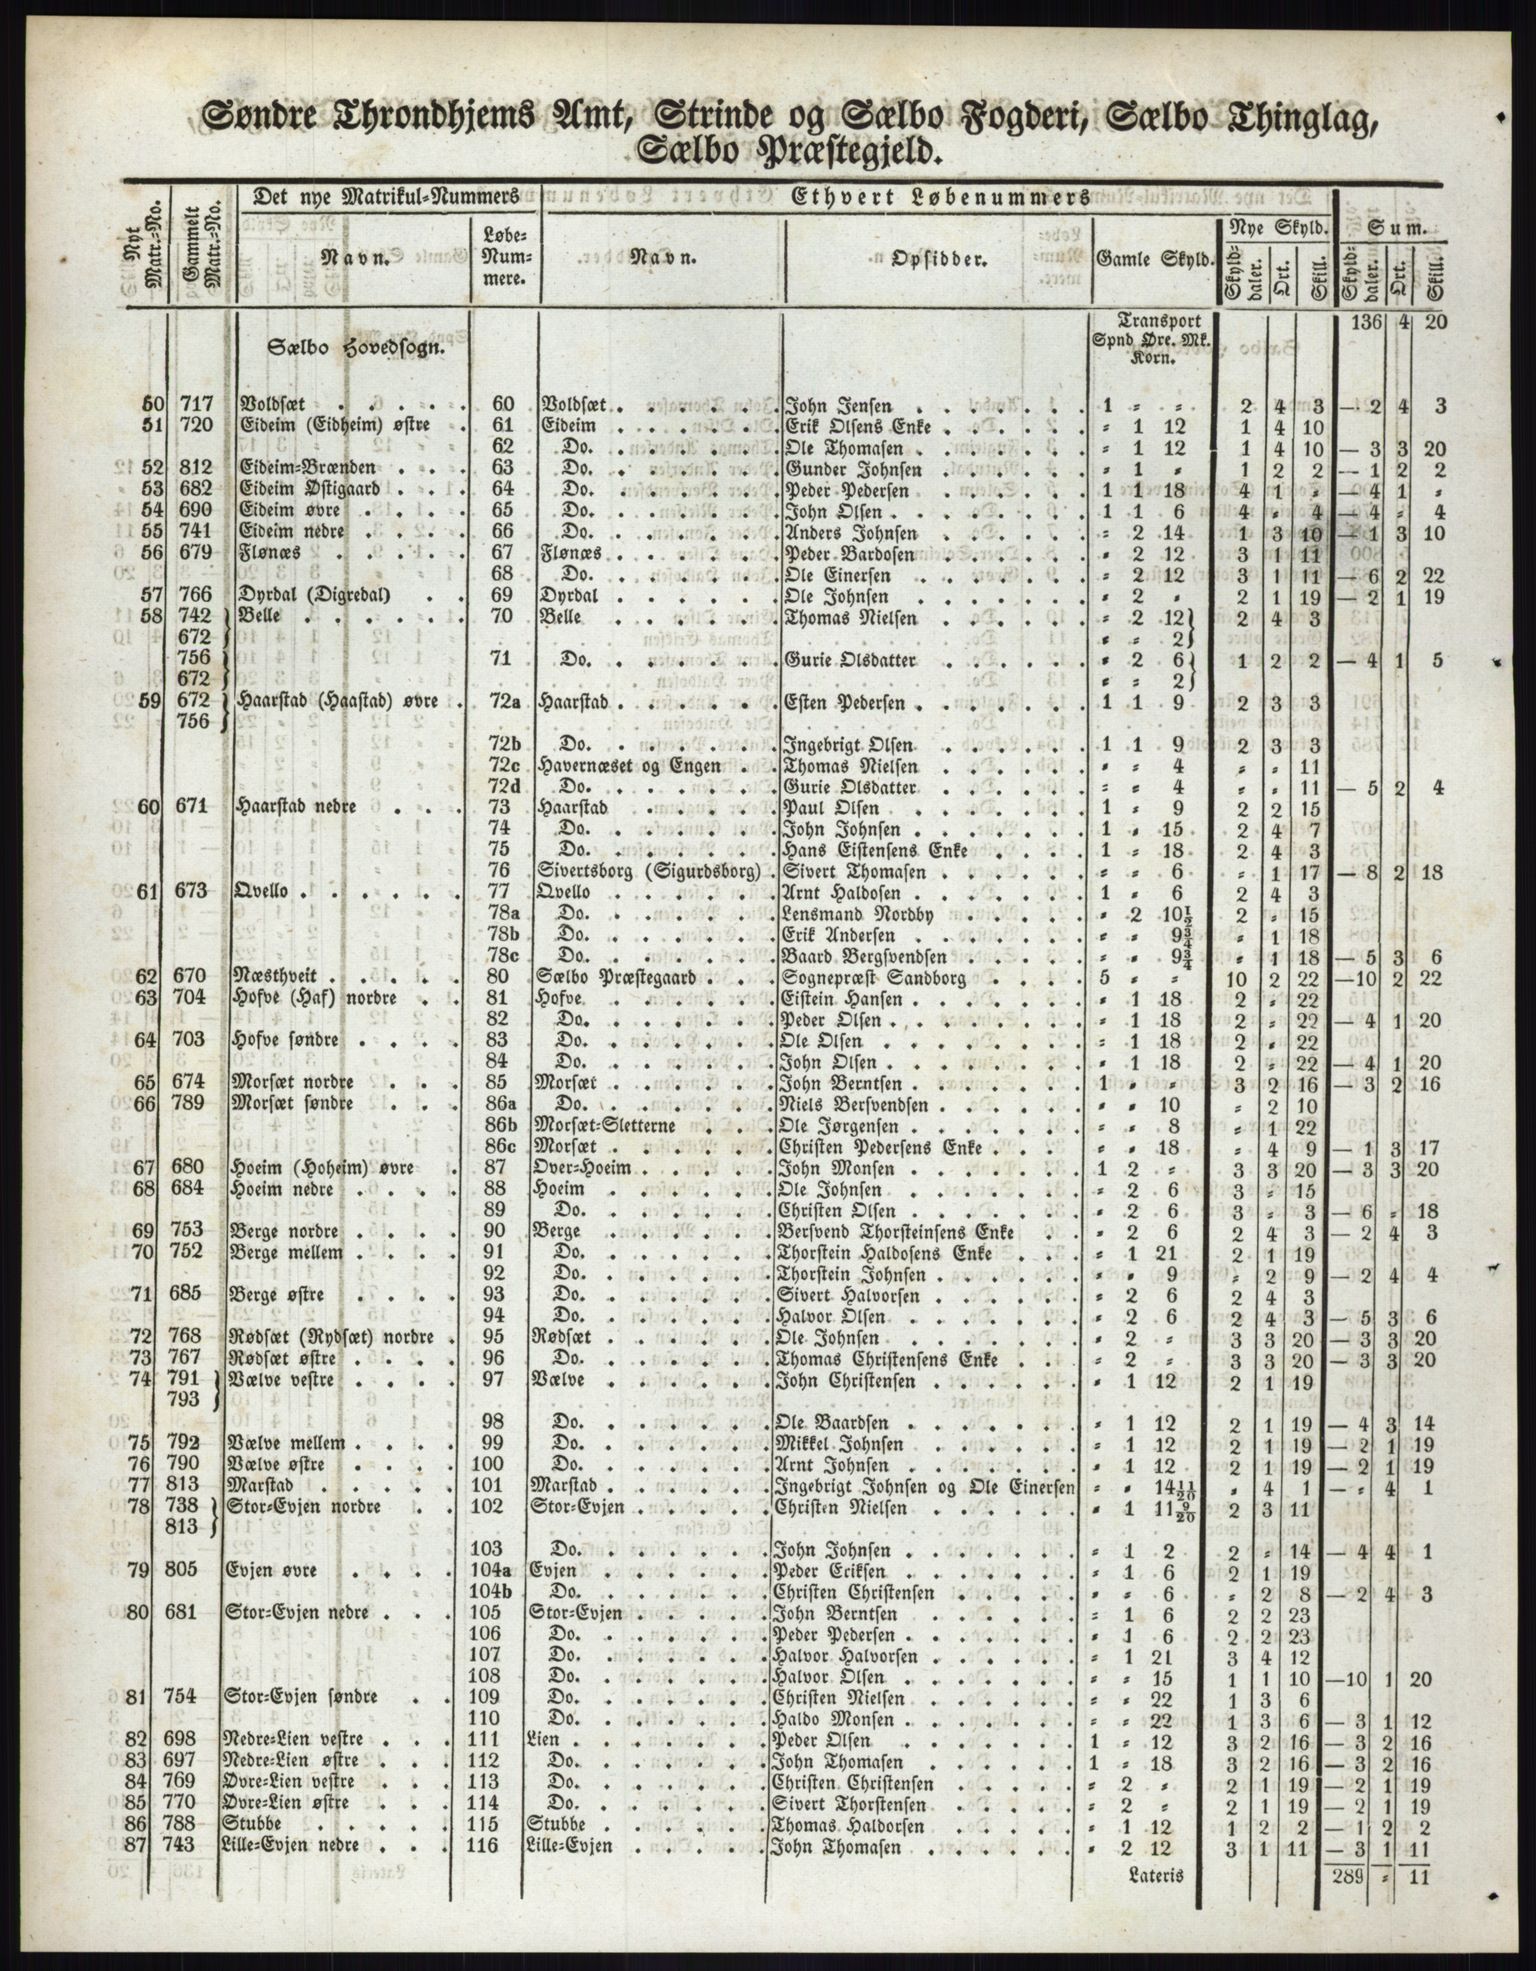 Søndre Throndhjems Amt, Strinde og Sælbo Fogderi, Sælbo Thinglag,
Sælbo Præstegjeld.
Nyt Matr.-No. | Gammelt Matr.-No. | Det nye Matrikul-Nummers | Ethvert Løbenummers | Sum.
Navn. | Løbe-Num-mere. | Navn. | Opsidder. | Gamle Skyld. | Nye Skyld. Skyld-daler. Ort. Skill. | Skyld-daler. Ort. Skill.
Transport 136 4 20
Sælbo Hovedsogn. Spnd Øre. Mk. Korn.
50 717 Voldsæt . . . . . 60 Voldsæt . . . . . John Jensen . . . . . 1 = = 2 4 3 — 2 4 3
51 720 Eideim (Eidheim) østre . 61 Eideim . . . . . Erik Olsens Enke . . . . = 1 12 1 4 10
62 Do. . . . . . Ole Thomasen . . . . = 1 12 1 4 10 — 3 3 20
52 812 Eideim-Brænden . . . 63 Do. . . . . . Gunder Johnsen . . . . = 1 = 1 2 2 — 1 2 2
53 682 Eideim Østigaard . . . 64 Do. . . . . . Peder Pedersen . . . . 1 1 18 4 1 = — 4 1 =
54 690 Eideim øvre . . . . 65 Do. . . . . . John Olsen . . . . . 1 1 6 4 = 4 — 4 = 4
55 741 Eideim nedre . . . . 66 Do. . . . . . Anders Johnsen . . . . = 2 14 1 3 10 — 1 3 10
56 679 Flønæs . . . . . 67 Flønæs . . . . . Peder Bardosen . . . . = 2 12 3 1 11
68 Do. . . . . . Ole Einersen . . . . = 2 12 3 1 11 — 6 2 22
57 766 Dyrdal (Digredal) . . 69 Dyrdal . . . . . Ole Johnsen . . . . . = 2 = 2 1 19 — 2 1 19
58 742 } Belle . . . . . . 70 Belle . . . . . Thomas Nielsen . . . . = 2 12 } 2 4 3
672 = = 2 }
756 } 71 Do. . . . . . Gurie Olsdatter . . . . = 2 6 } 1 2 2 — 4 1 5
672 = = 2 }
59 672 } Haarstad (Haastad) øvre . 72a Haarstad . . . . . Esten Pedersen . . . . 1 1 9 2 3 3
756 }
72b Do. . . . . . Ingebrigt Olsen . . . . 1 1 9 2 3 3
72c Havernæset og Engen . . Thomas Nielsen . . . . = = 4 = = 11
72d Do. . . . . . Gurie Olsdatter . . . . = = 4 = = 11 — 5 2 4
60 671 Haarstad nedre . . . 73 Haarstad . . . . . Paul Olsen . . . . . 1 = 9 2 2 15
74 Do. . . . . . John Johnsen . . . . . 1 = 15 2 4 7
75 Do. . . . . . Hans Eistensens Enke . . . 1 = 18 2 4 3
76 Sivertsborg (Sigurdsborg) . Sivert Thomasen . . . . = = 6 = 1 17 — 8 2 18
61 673 Qvello . . . . . . 77 Qvello . . . . . Arnt Haldosen . . . . . 1 = 6 2 4 3
78a Do. . . . . . Lensmand Nordby . . . . = 2 10½ 2 = 15
78b Do. . . . . . Erik Andersen . . . . . = = 9¾ = 1 18
78c Do. . . . . . Baard Bergsvendsen . . . = = 9¾ = 1 18 — 5 3 6
62 670 Næsthveit . . . . . 80 Sælbo Præstegaard . . . Sognepræst Sandborg . . . 5 = = 10 2 22 —10 2 22
63 704 Hofve (Haf) nordre . . 81 Hofve . . . . . Eistein Hansen . . . . . = 1 18 2 = 22
82 Do. . . . . . Peder Olsen . . . . . = 1 18 2 = 22 — 4 1 20
64 703 Hofve søndre . . . . 83 Do. . . . . . Ole Olsen . . . . . = 1 18 2 = 22
84 Do. . . . . . John Olsen . . . . . = 1 18 2 = 22 — 4 1 20
65 674 Morsæt nordre . . . 85 Morsæt . . . . . John Berntsen . . . . . 1 = = 3 2 16 — 3 2 16
66 789 Morsæt søndre . . . 86a Do. . . . . . Niels Bersvendsen . . . . = = 10 = 2 10
86b Morsæt-Sletterne . . . Ole Jørgensen . . . . . = = 8 = 1 22
86c Morsæt . . . . . Christen Pedersens Enke . . . = = 18 = 4 9 — 1 3 17
67 680 Hoeim (Hoheim) øvre . 87 Over-Hoeim . . . . John Monsen . . . . . 1 2 = 3 3 20 — 3 3 20
68 684 Hoeim nedre . . . . 88 Hoeim . . . . . Ole Johnsen . . . . . = 2 6 3 = 15
89 Do. . . . . . Christen Olsen . . . . . = 2 6 3 = 3 — 6 = 18
69 753 Berge nordre . . . . 90 Berge . . . . . Bersvend Thorsteinsens Enke . . = 2 6 2 4 3 — 2 4 3
70 752 Berge mellem . . . . 91 Do. . . . . . Thorstein Haldosens Enke . . = 1 21 2 1 19
92 Do. . . . . . Thorstein Johnsen . . . . = = 9 = 2 9 — 2 4 4
71 685 Berge østre . . . . 93 Do. . . . . . Sivert Halvorsen . . . . = 2 6 2 4 3
94 Do. . . . . . Halvor Olsen . . . . . = 2 6 2 4 3 — 5 3 6
72 768 Rødsæt (Rydsæt) nordre . 95 Rødsæt . . . . . Ole Johnsen . . . . . = 2 = 3 3 20 — 3 3 20
73 767 Rødsæt østre . . . . 96 Do. . . . . . Thomas Christensens Enke . . = 2 = 3 3 20 — 3 3 20
74 791 } Vælve vestre . . . . 97 Vælve . . . . . John Christensen . . . . = 1 12 2 1 19
793 }
98 Do. . . . . . Ole Baardsen . . . . . = 1 12 2 1 19 — 4 3 14
75 792 Vælve mellem . . . . 99 Do. . . . . . Mikkel Johnsen . . . . = 1 12 2 1 19 — 2 1 19
76 790 Vælve østre . . . . 100 Do. . . . . . Arnt Johnsen . . . . . = 1 12 2 1 19 — 2 1 19
77 813 Marstad . . . . . 101 Marstad . . . . . Ingebrigt Johnsen og Ole Einersen = = 14 11/20 = 4 1 — = 4 1
78 738 } Stor-Evjen nordre . . 102 Stor-Evjen . . . . Christen Nielsen . . . . = 1 11 9/20 2 3 11
813 }
103 Do. . . . . . John Johnsen . . . . . = 1 2 2 = 14 — 4 4 1
79 805 Evjen øvre . . . . 104a Evjen . . . . . Peder Eriksen . . . . . = 1 6 2 1 19
104b Do. . . . . . Christen Christensen . . . = = 6 = 2 8 — 2 4 3
80 681 Stor-Evjen nedre . . . 105 Stor-Evjen . . . . John Berntsen . . . . = 1 6 2 2 23
106 Do. . . . . . Peder Pedersen . . . . = 1 6 2 2 23
107 Do. . . . . . Halvor Halvorsen . . . . = 1 21 3 4 12
108 Do. . . . . . Halvor Olsen . . . . . = = 15 1 1 10 —10 1 20
81 754 Stor-Evjen søndre . . 109 Do. . . . . . Christen Nielsen . . . . = = 22 1 3 6
110 Do. . . . . . Haldo Monsen . . . . . = = 22 1 3 6 — 3 1 12
82 698 Nedre-Lien vestre . . . 111 Lien . . . . . . Peder Olsen . . . . . 1 = 12 3 2 16 — 3 2 16
83 697 Nedre-Lien østre . . . 112 Do. . . . . . John Thomasen . . . . 1 = 18 3 2 16 — 3 2 16
84 769 Øvre-Lien vestre . . . 113 Do. . . . . . Christen Christensen . . . = 2 = 2 1 19 — 2 1 19
85 770 Øvre-Lien østre . . . 114 Do. . . . . . Sivert Thorstensen . . . . = 2 = 2 1 19 — 2 1 19
86 788 Stubbe . . . . . 115 Stubbe . . . . . Thomas Haldorsen . . . . = 1 12 1 2 2 — 1 2 2
87 743 Lille-Evjen nedre . . . 116 Lille-Evjen . . . . John Thomasen . . . . = 2 12 3 1 11 — 3 1 11
Lateris 289 = 11